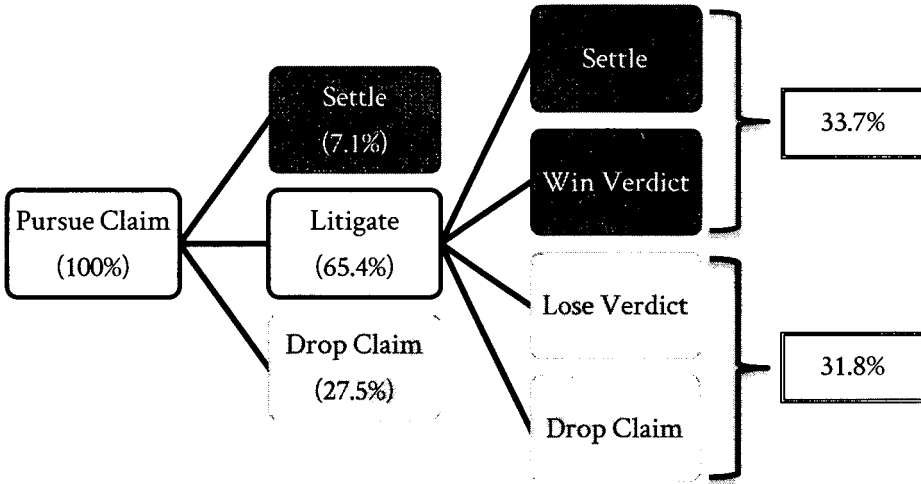 Pursue Claim
(100%)
Settle
(7.1%)
Litigate
(65.4%)
Drop Claim
(27.5%)
Settle
Win Verdict
Lose Verdict
Drop Claim
33.7%
31.8%